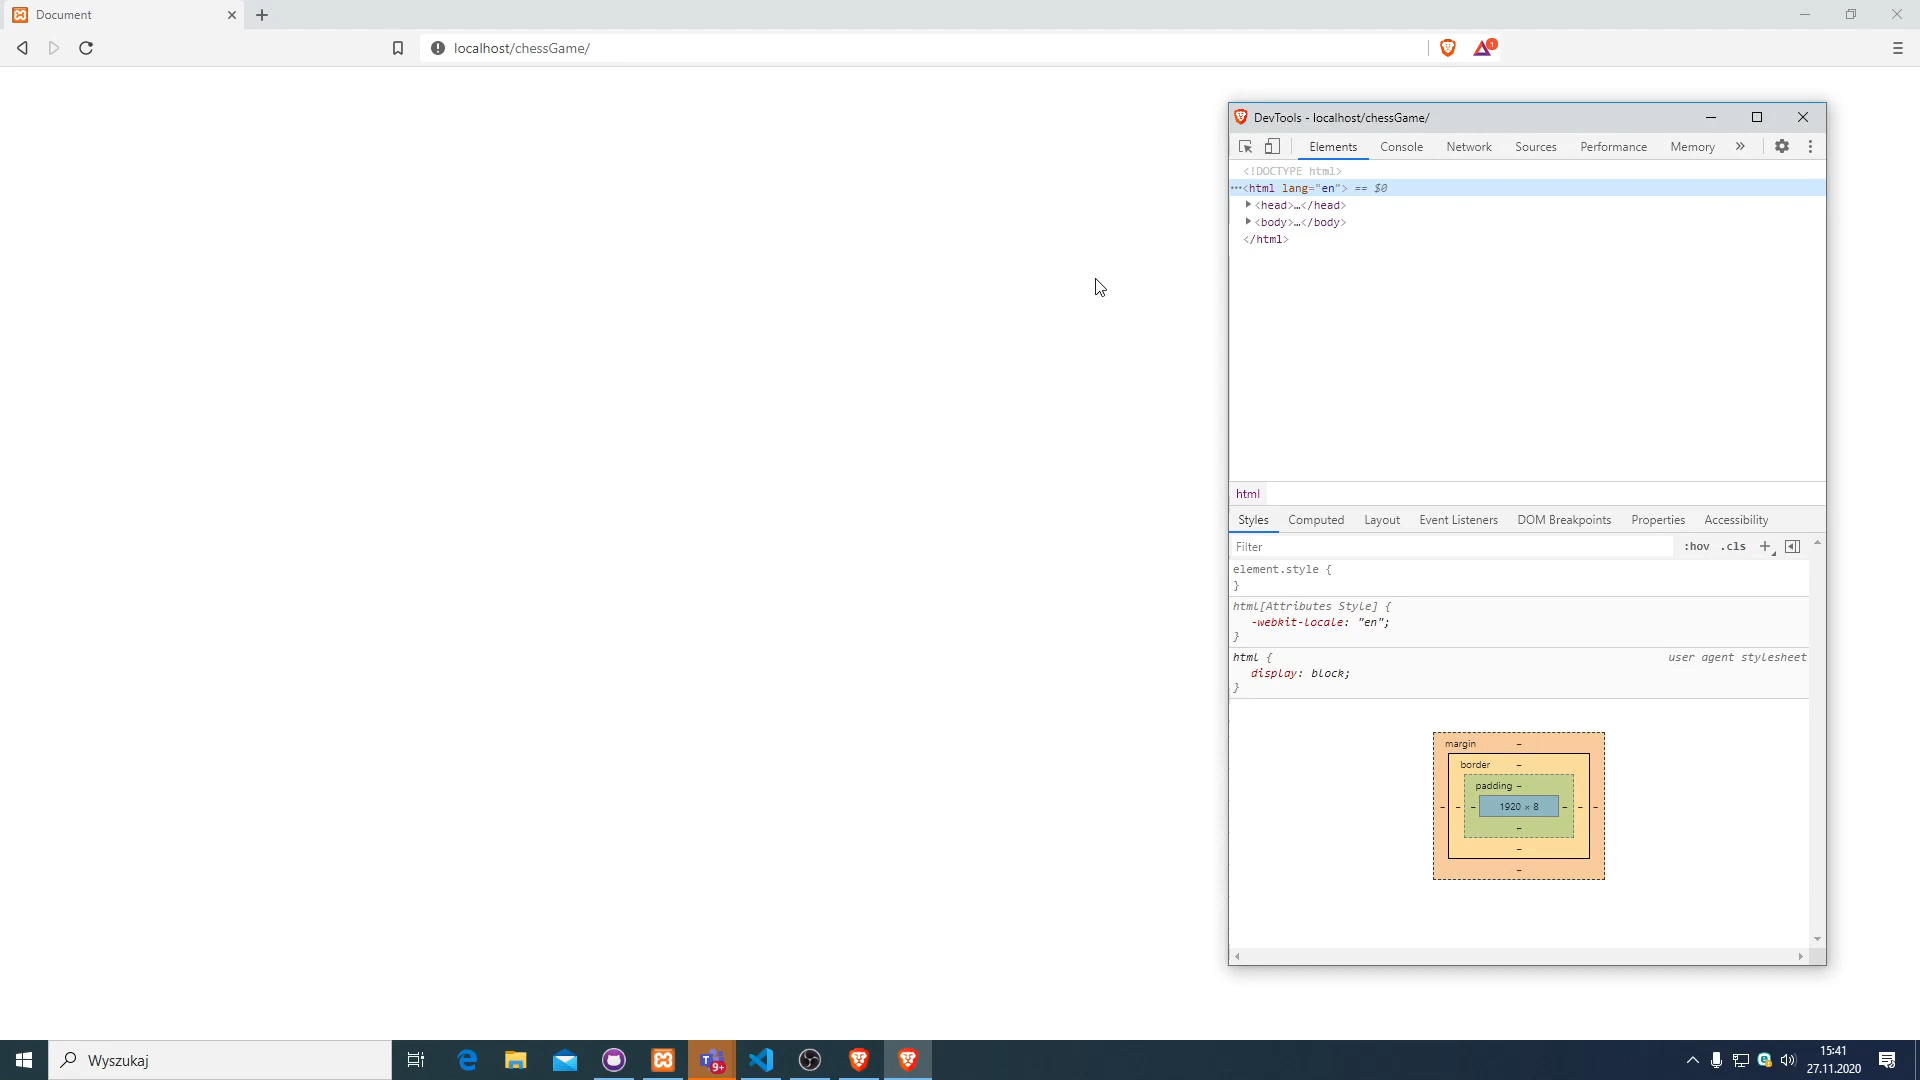 Document
localhost/chessGame/
1
DevTools - localhost/chessGame/
Elements Console Network Sources Performance Memory »
<!DOCTYPE html>
…<html lang="en"> == $0
<head>…</head>
<body>…</body>
</html>
html
Styles Computed Layout Event Listeners DOM Breakpoints Properties Accessibility
Filter :hov .cls +
element.style {
}
html[Attributes Style] {
-webkit-locale: "en";
}
html { user agent stylesheet
display: block;
}
margin –
border –
padding –
– – – 1920 × 8 – – –
–
–
–
Wyszukaj
T 9+
15:41
27.11.2020